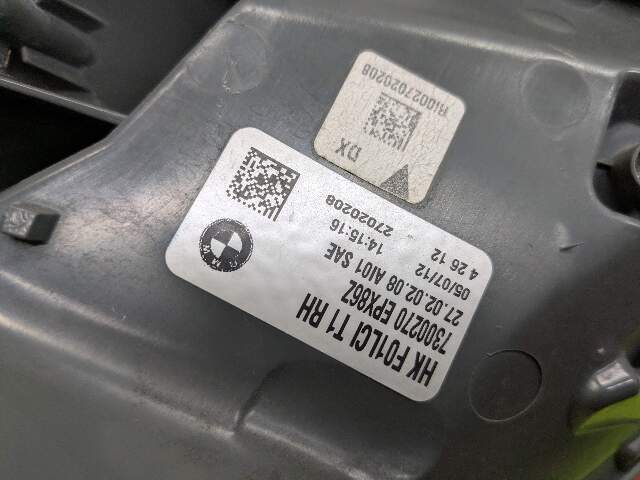 HK F01LCI T1 RH
7300270 EPX86Z
27.02.02.08 AI01 SAE
05/07/12 14:15:16
4 26 12 27020208
BMW
DX
RI0027020208